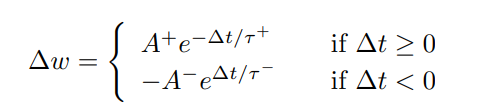 Δw = { A⁺e^{−Δt/τ⁺} if Δt ≥ 0
−A⁻e^{Δt/τ⁻} if Δt < 0